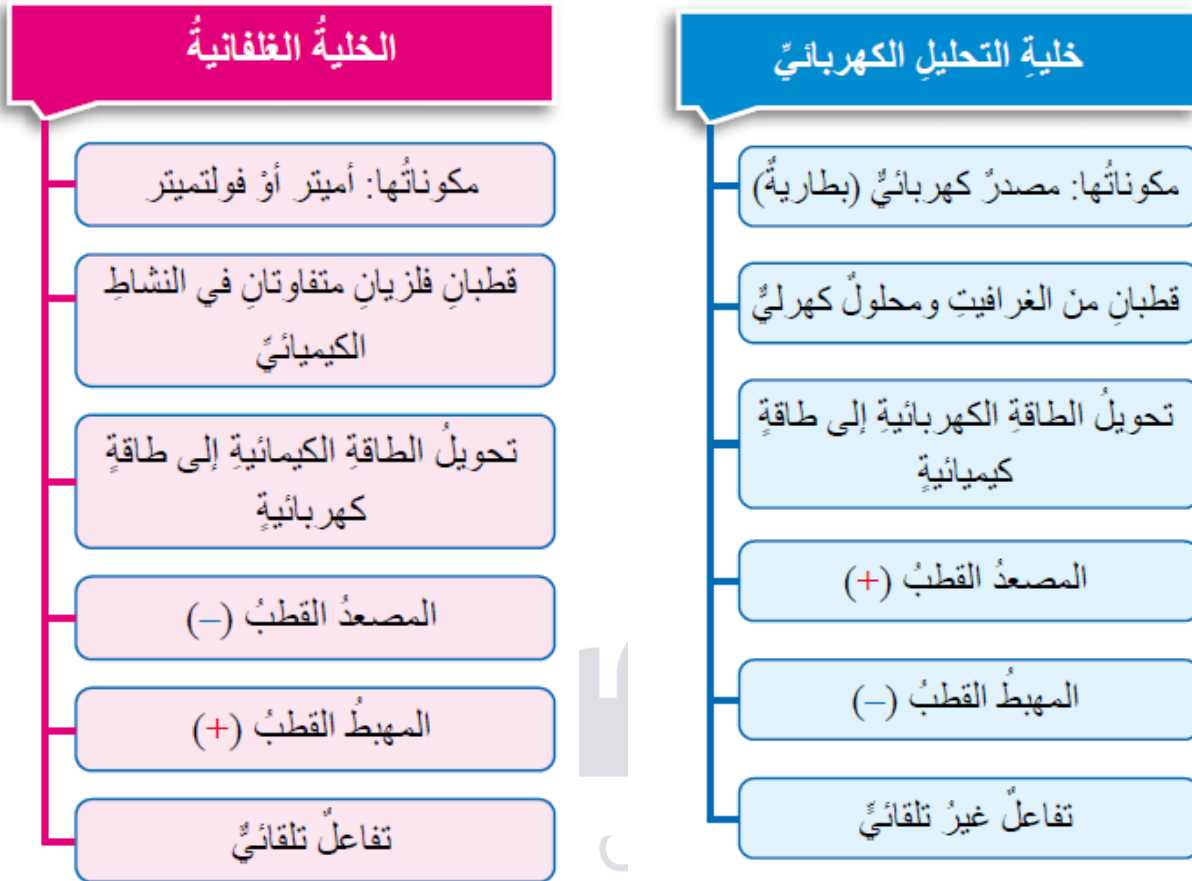 خليةِ التحليلِ الكهربائيِّ
مكوناتُها: مصدرٌ كهربائيٌّ (بطاريةٌ)
قطبانِ منَ الغرافيتِ ومحلولٌ كهرليٌّ
تحويلُ الطاقةِ الكهربائيةِ إلى طاقةٍ
كيميائيةٍ
المصعدُ القطبُ (+)
المهبطُ القطبُ (–)
تفاعلٌ غيرُ تلقائيٍّ
الخليةُ الغلفانيةُ
مكوناتُها: أميتر أوْ فولتميتر
قطبانِ فلزيانِ متفاوتانِ في النشاطِ
الكيميائيِّ
تحويلُ الطاقةِ الكيمائيةِ إلى طاقةٍ
كهربائيةٍ
المصعدُ القطبُ (–)
المهبطُ القطبُ (+)
تفاعلٌ تلقائيٌّ